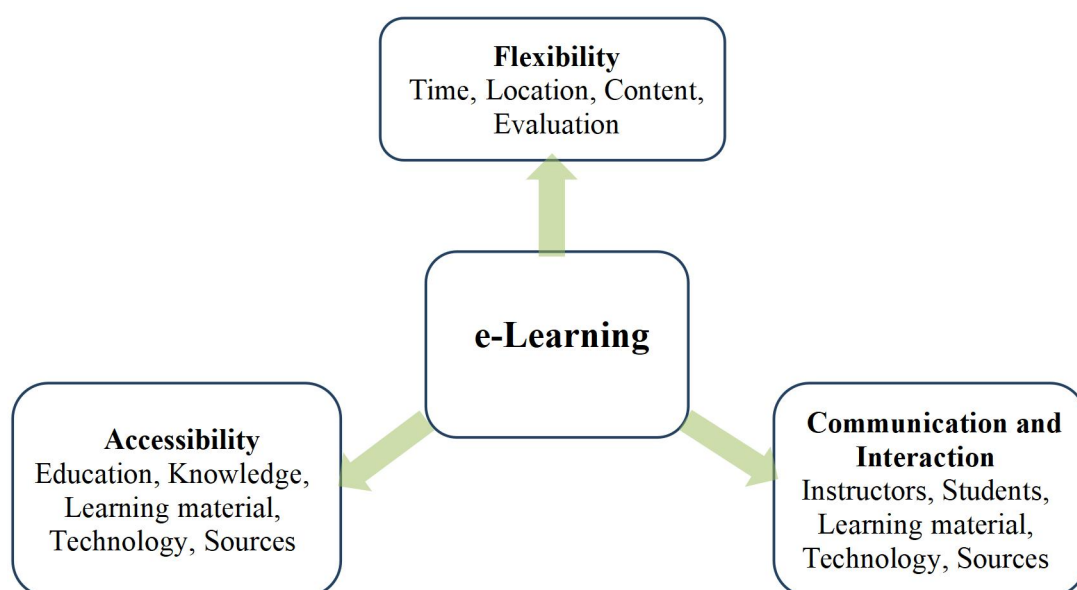 Flexibility
Time, Location, Content,
Evaluation
e-Learning
Accessibility
Education, Knowledge,
Learning material,
Technology, Sources
Communication and
Interaction
Instructors, Students,
Learning material,
Technology, Sources